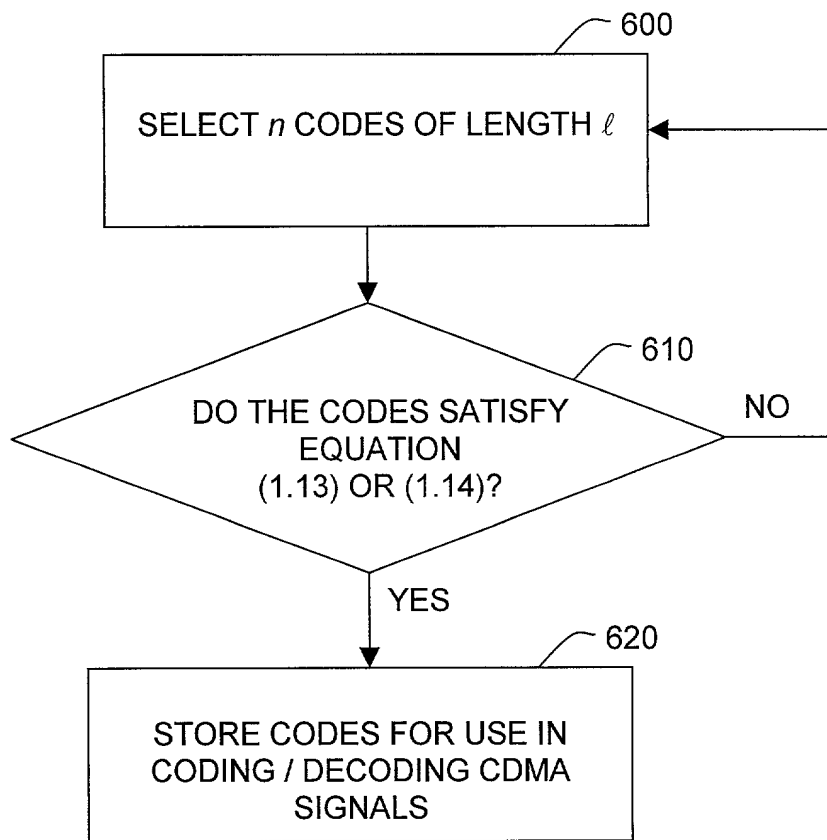 600
SELECT n CODES OF LENGTH ℓ
610
DO THE CODES SATISFY
EQUATION
(1.13) OR (1.14)?
NO
YES
620
STORE CODES FOR USE IN
CODING / DECODING CDMA
SIGNALS